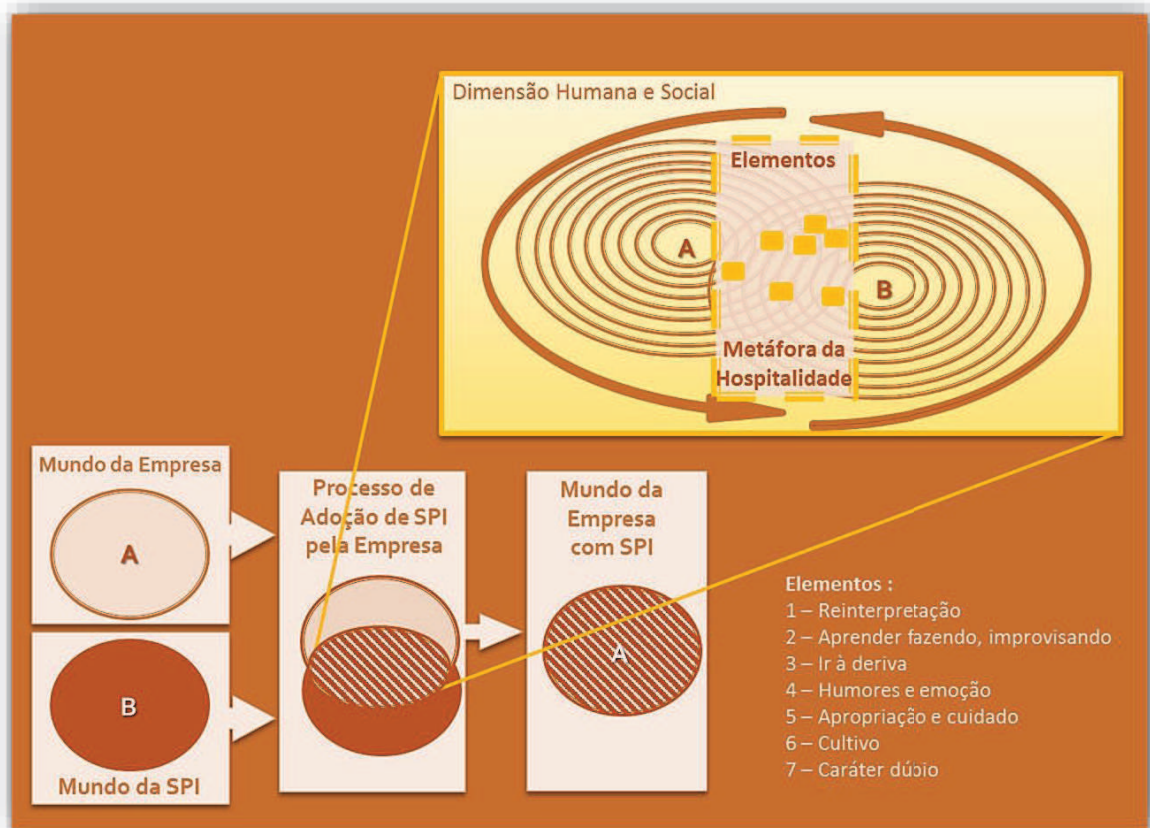 Dimensão Humana e Social
Elementos
A
B
Metáfora da
Hospitalidade
Mundo da Empresa
A
B
Mundo da SPI
Processo de
Adoção de SPI
pela Empresa
Mundo da
Empresa
com SPI
A
Elementos :
1 – Reinterpretação
2 – Aprender fazendo, improvisando
3 – Ir à deriva
4 – Humores e emoção
5 – Apropriação e cuidado
6 – Cultivo
7 – Caráter dúbio